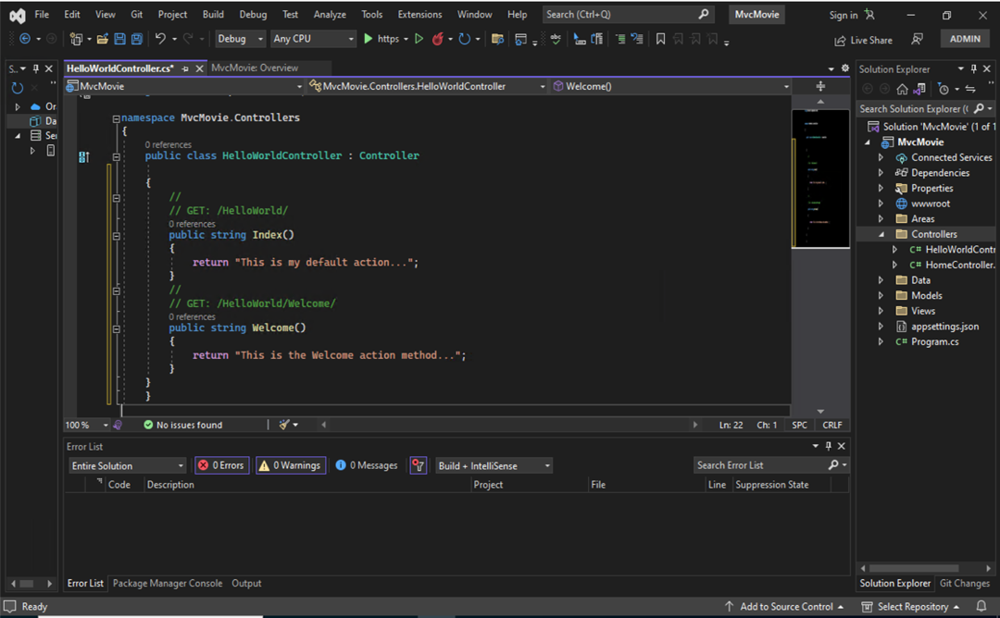 File Edit View Git Project Build Debug Test Analyze Tools Extensions Window Help Search (Ctrl+Q) MvcMovie Sign in
Debug Any CPU https Live Share ADMIN
S.. HelloWorldController.cs* MvcMovie: Overview Solution Explorer
MvcMovie MvcMovie.Controllers.HelloWorldController Welcome()
Or
Da
Ser
namespace MvcMovie.Controllers
{
0 references
public class HelloWorldController : Controller
{
//
// GET: /HelloWorld/
0 references
public string Index()
{
return "This is my default action...";
}
//
// GET: /HelloWorld/Welcome/
0 references
public string Welcome()
{
return "This is the Welcome action method...";
}
}
}
100 % No issues found Ln: 22 Ch: 1 SPC CRLF
Search Solution Explorer (
Solution 'MvcMovie' (1 of 1
MvcMovie
Connected Services
Dependencies
Properties
wwwroot
Areas
Controllers
C# HelloWorldContr
C# HomeController.
Data
Models
Views
appsettings.json
C# Program.cs
Error List
Entire Solution 0 Errors 0 Warnings 0 Messages Build + IntelliSense Search Error List
Code Description Project File Line Suppression State
Error List Package Manager Console Output
Solution Explorer Git Changes
Ready Add to Source Control Select Repository